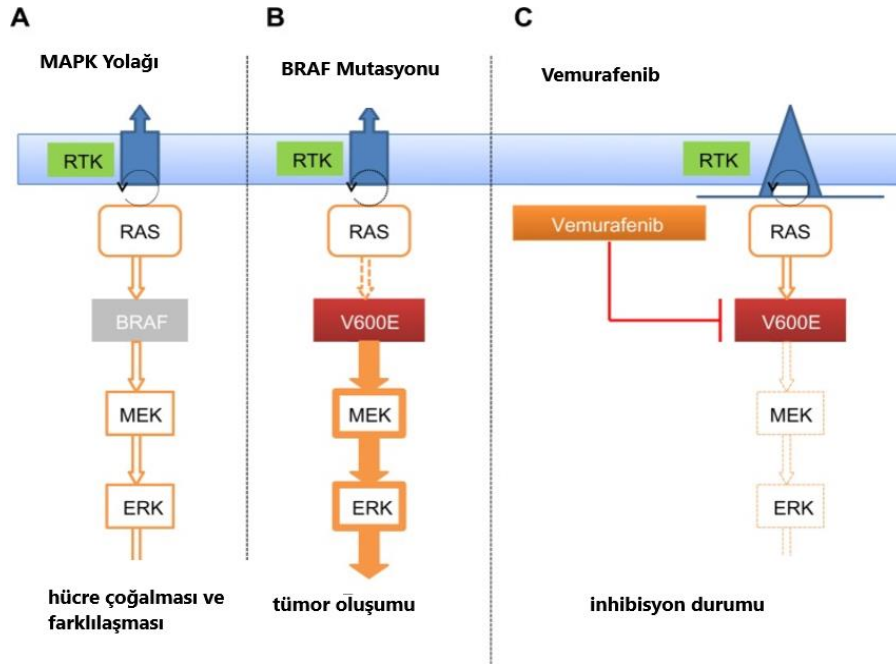 A
MAPK Yolağı
RTK
RAS
BRAF
MEK
ERK
hücre çoğalması ve
farklılaşması
B
BRAF Mutasyonu
RTK
RAS
V600E
MEK
ERK
tümor oluşumu
C
Vemurafenib
RTK
Vemurafenib
RAS
V600E
MEK
ERK
inhibisyon durumu